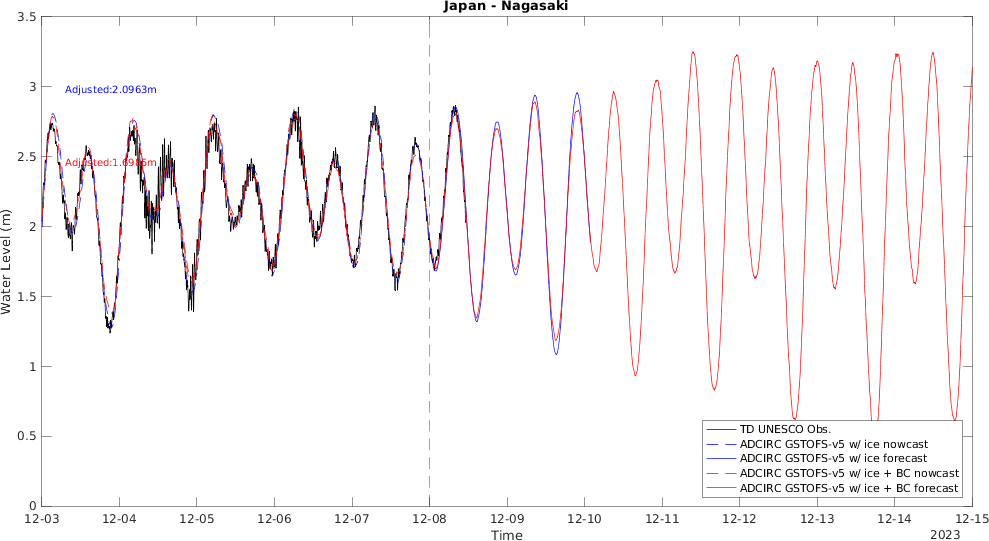 Japan - Nagasaki
3.5
3
2.5
2
1.5
1
0.5
0
Water Level (m)
Adjusted:2.0963m
Adjusted:1.6985m
12-03
12-04
12-05
12-06
12-07
12-08
12-09
12-10
12-11
12-12
12-13
12-14
12-15
Time
2023
TD UNESCO Obs.
ADCIRC GSTOFS-v5 w/ ice nowcast
ADCIRC GSTOFS-v5 w/ ice forecast
ADCIRC GSTOFS-v5 w/ ice + BC nowcast
ADCIRC GSTOFS-v5 w/ ice + BC forecast